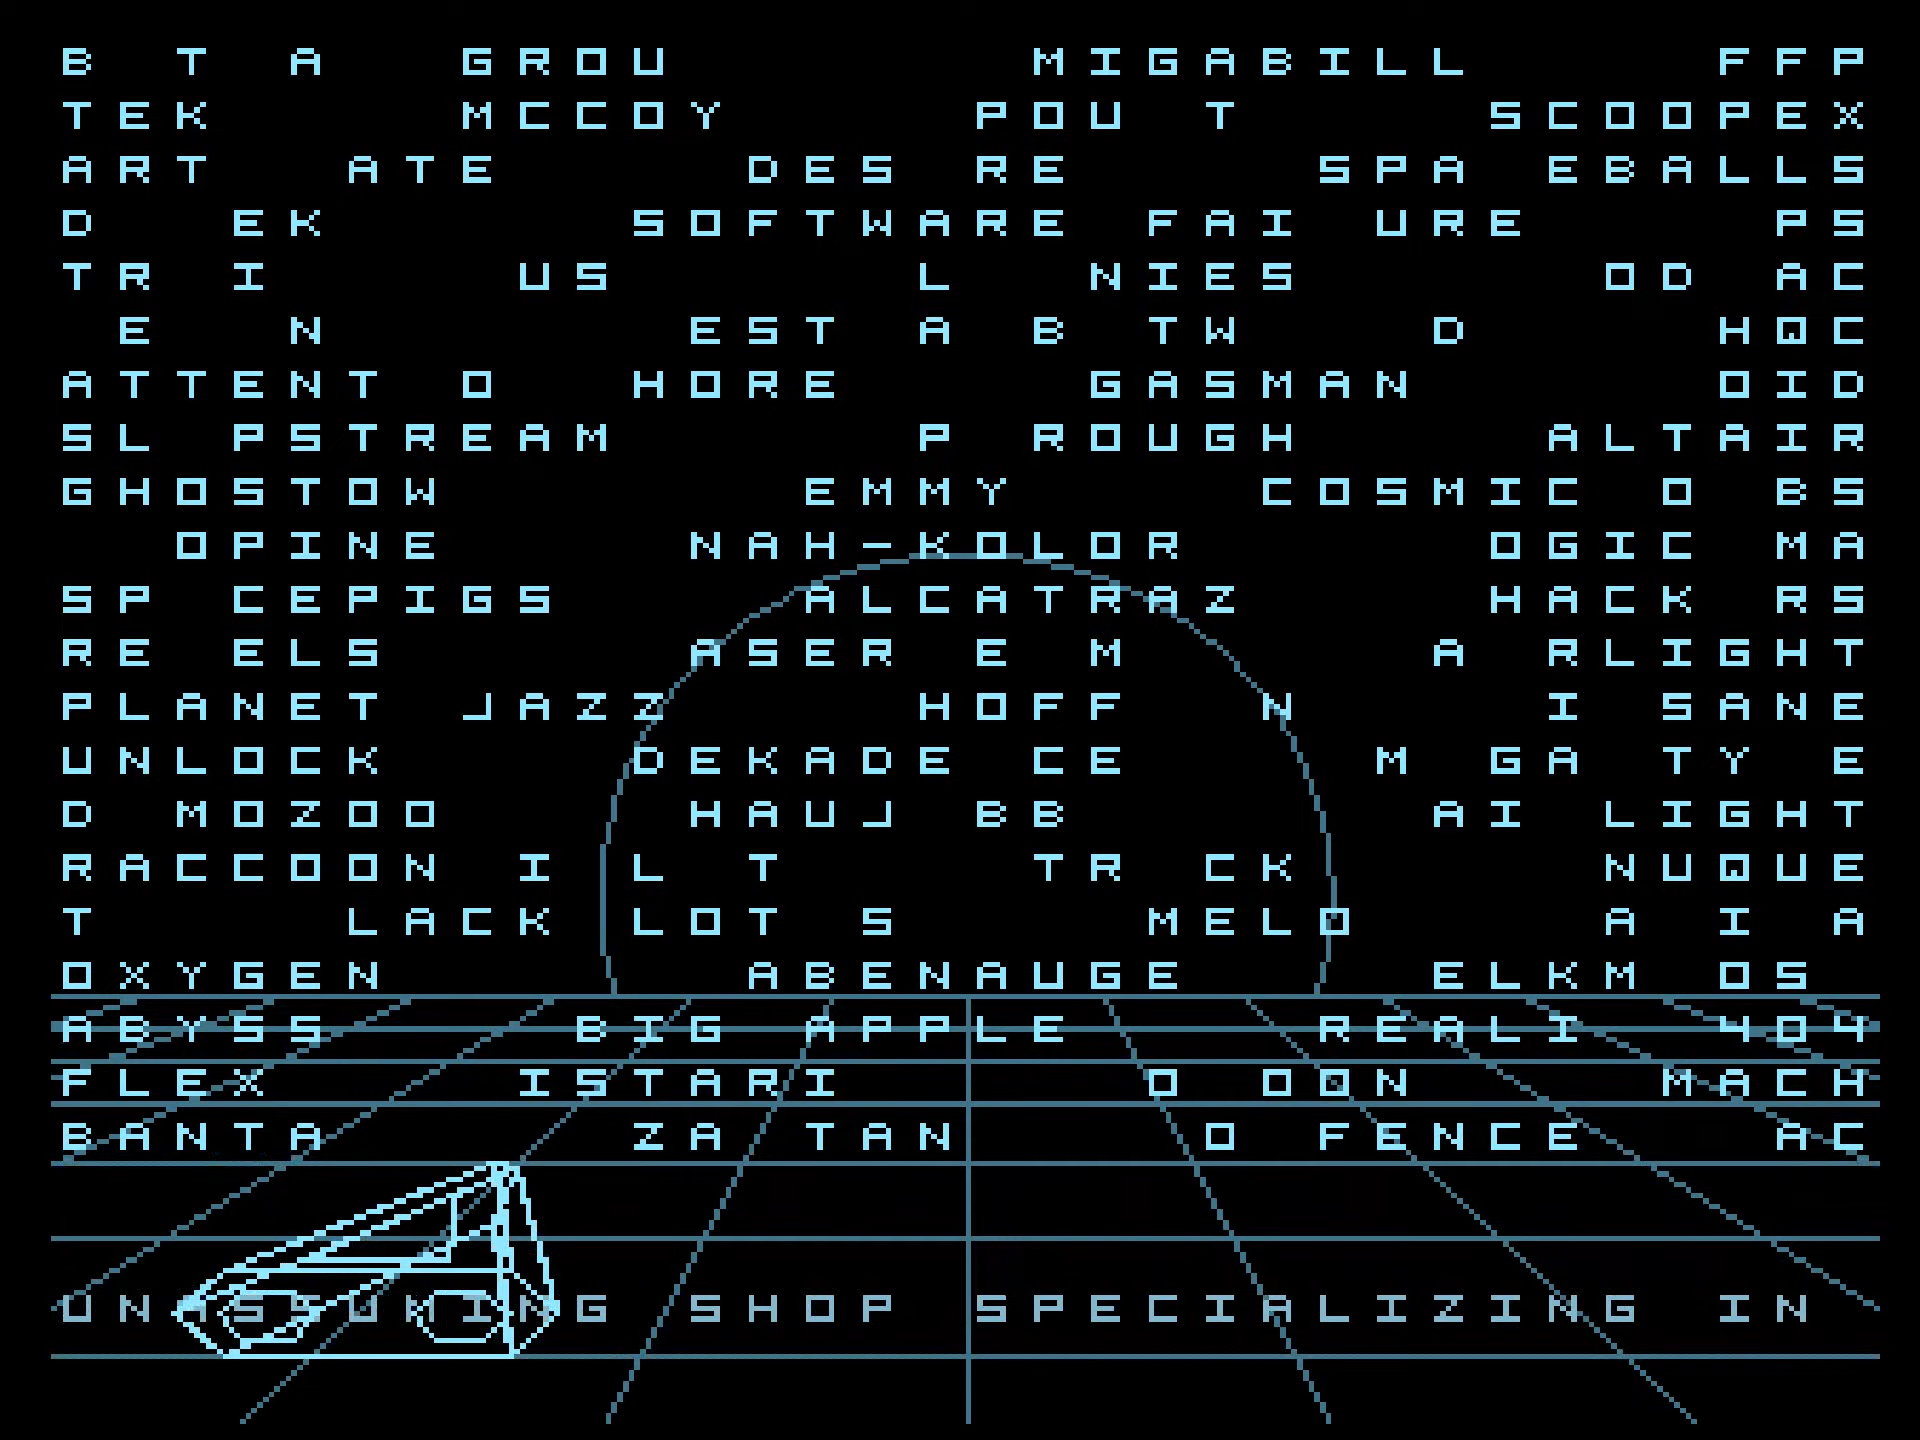 B T A GROU MIGABILL FFP
TEK MCCOY POU T SCOOPEX
ART ATE DES RE SPA EBALLS
D EK SOFTWARE FAI URE PS
TR I US L NIES OD AC
E N EST A B TW D HQC
ATTENT O HORE GASMAN OID
SL PSTREAM P ROUGH ALTAIR
GHOSTOW EMMY COSMIC O BS
OPINE NAH-KOLOR OGIC MA
SP CEPIGS ALCATRAZ HACK RS
RE ELS ASER E M A RLIGHT
PLANET JAZZ HOFF N I SANE
UNLOCK DEKADE CE M GA TY E
D MOZOO HAUJ BB AI LIGHT
RACCOON I L T TR CK NUQUE
T LACK LOT S MELO A I A
OXYGEN ABENAUGE ELKM OS
ABYSS BIG APPLE REALI 404
FLEX ISTARI O OON MACH
BANTA ZA TAN O FENCE AC
UNASSUMING SHOP SPECIALIZING IN